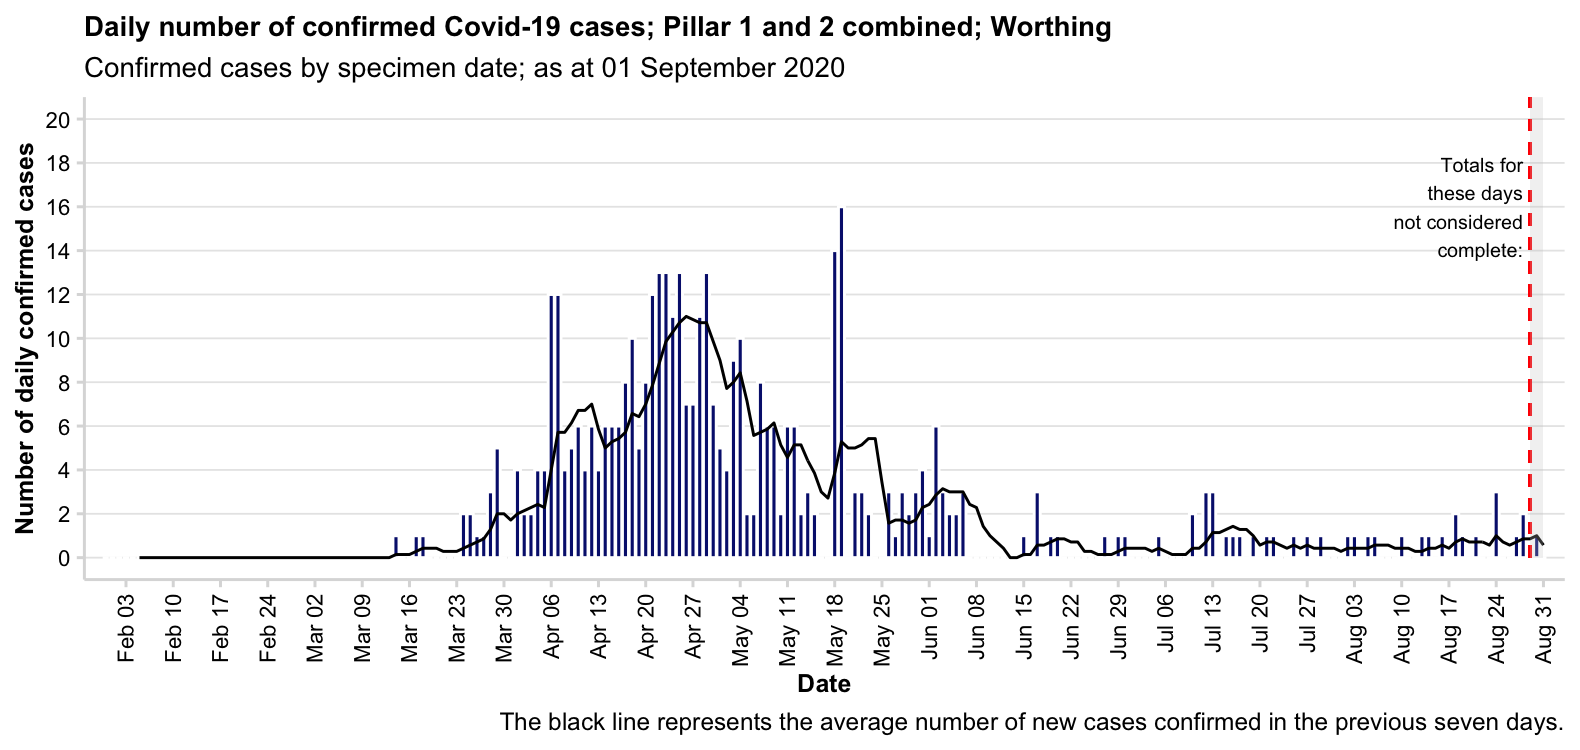 Daily number of confirmed Covid-19 cases; Pillar 1 and 2 combined; Worthing
Confirmed cases by specimen date; as at 01 September 2020
Number of daily confirmed cases
20
18
16
14
12
10
8
6
4
2
0
Totals for
these days
not considered
complete:
Feb 03
Feb 10
Feb 17
Feb 24
Mar 02
Mar 09
Mar 16
Mar 23
Mar 30
Apr 06
Apr 13
Apr 20
Apr 27
May 04
May 11
May 18
May 25
Jun 01
Jun 08
Jun 15
Jun 22
Jun 29
Jul 06
Jul 13
Jul 20
Jul 27
Aug 03
Aug 10
Aug 17
Aug 24
Aug 31
Date
The black line represents the average number of new cases confirmed in the previous seven days.